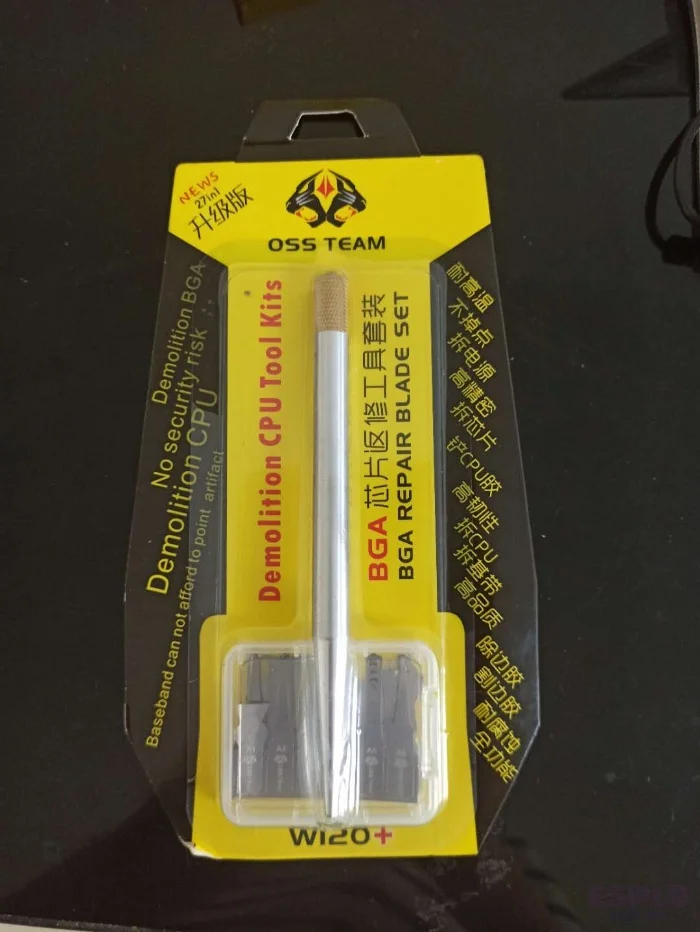 NEWS
27in1
升级版
OSS TEAM
Demolition BGA
No security risk
Demolition CPU
Baseband can not afford to point artifact
Demolition CPU Tool Kits
BGA 芯片返修工具套装
BGA REPAIR BLADE SET
耐高温
不掉点
拆电源
高精密
拆芯片
铲CPU胶
高韧性
拆CPU
拆基带
高品质
除边胶
割边胶
耐腐蚀
全功能
W120+